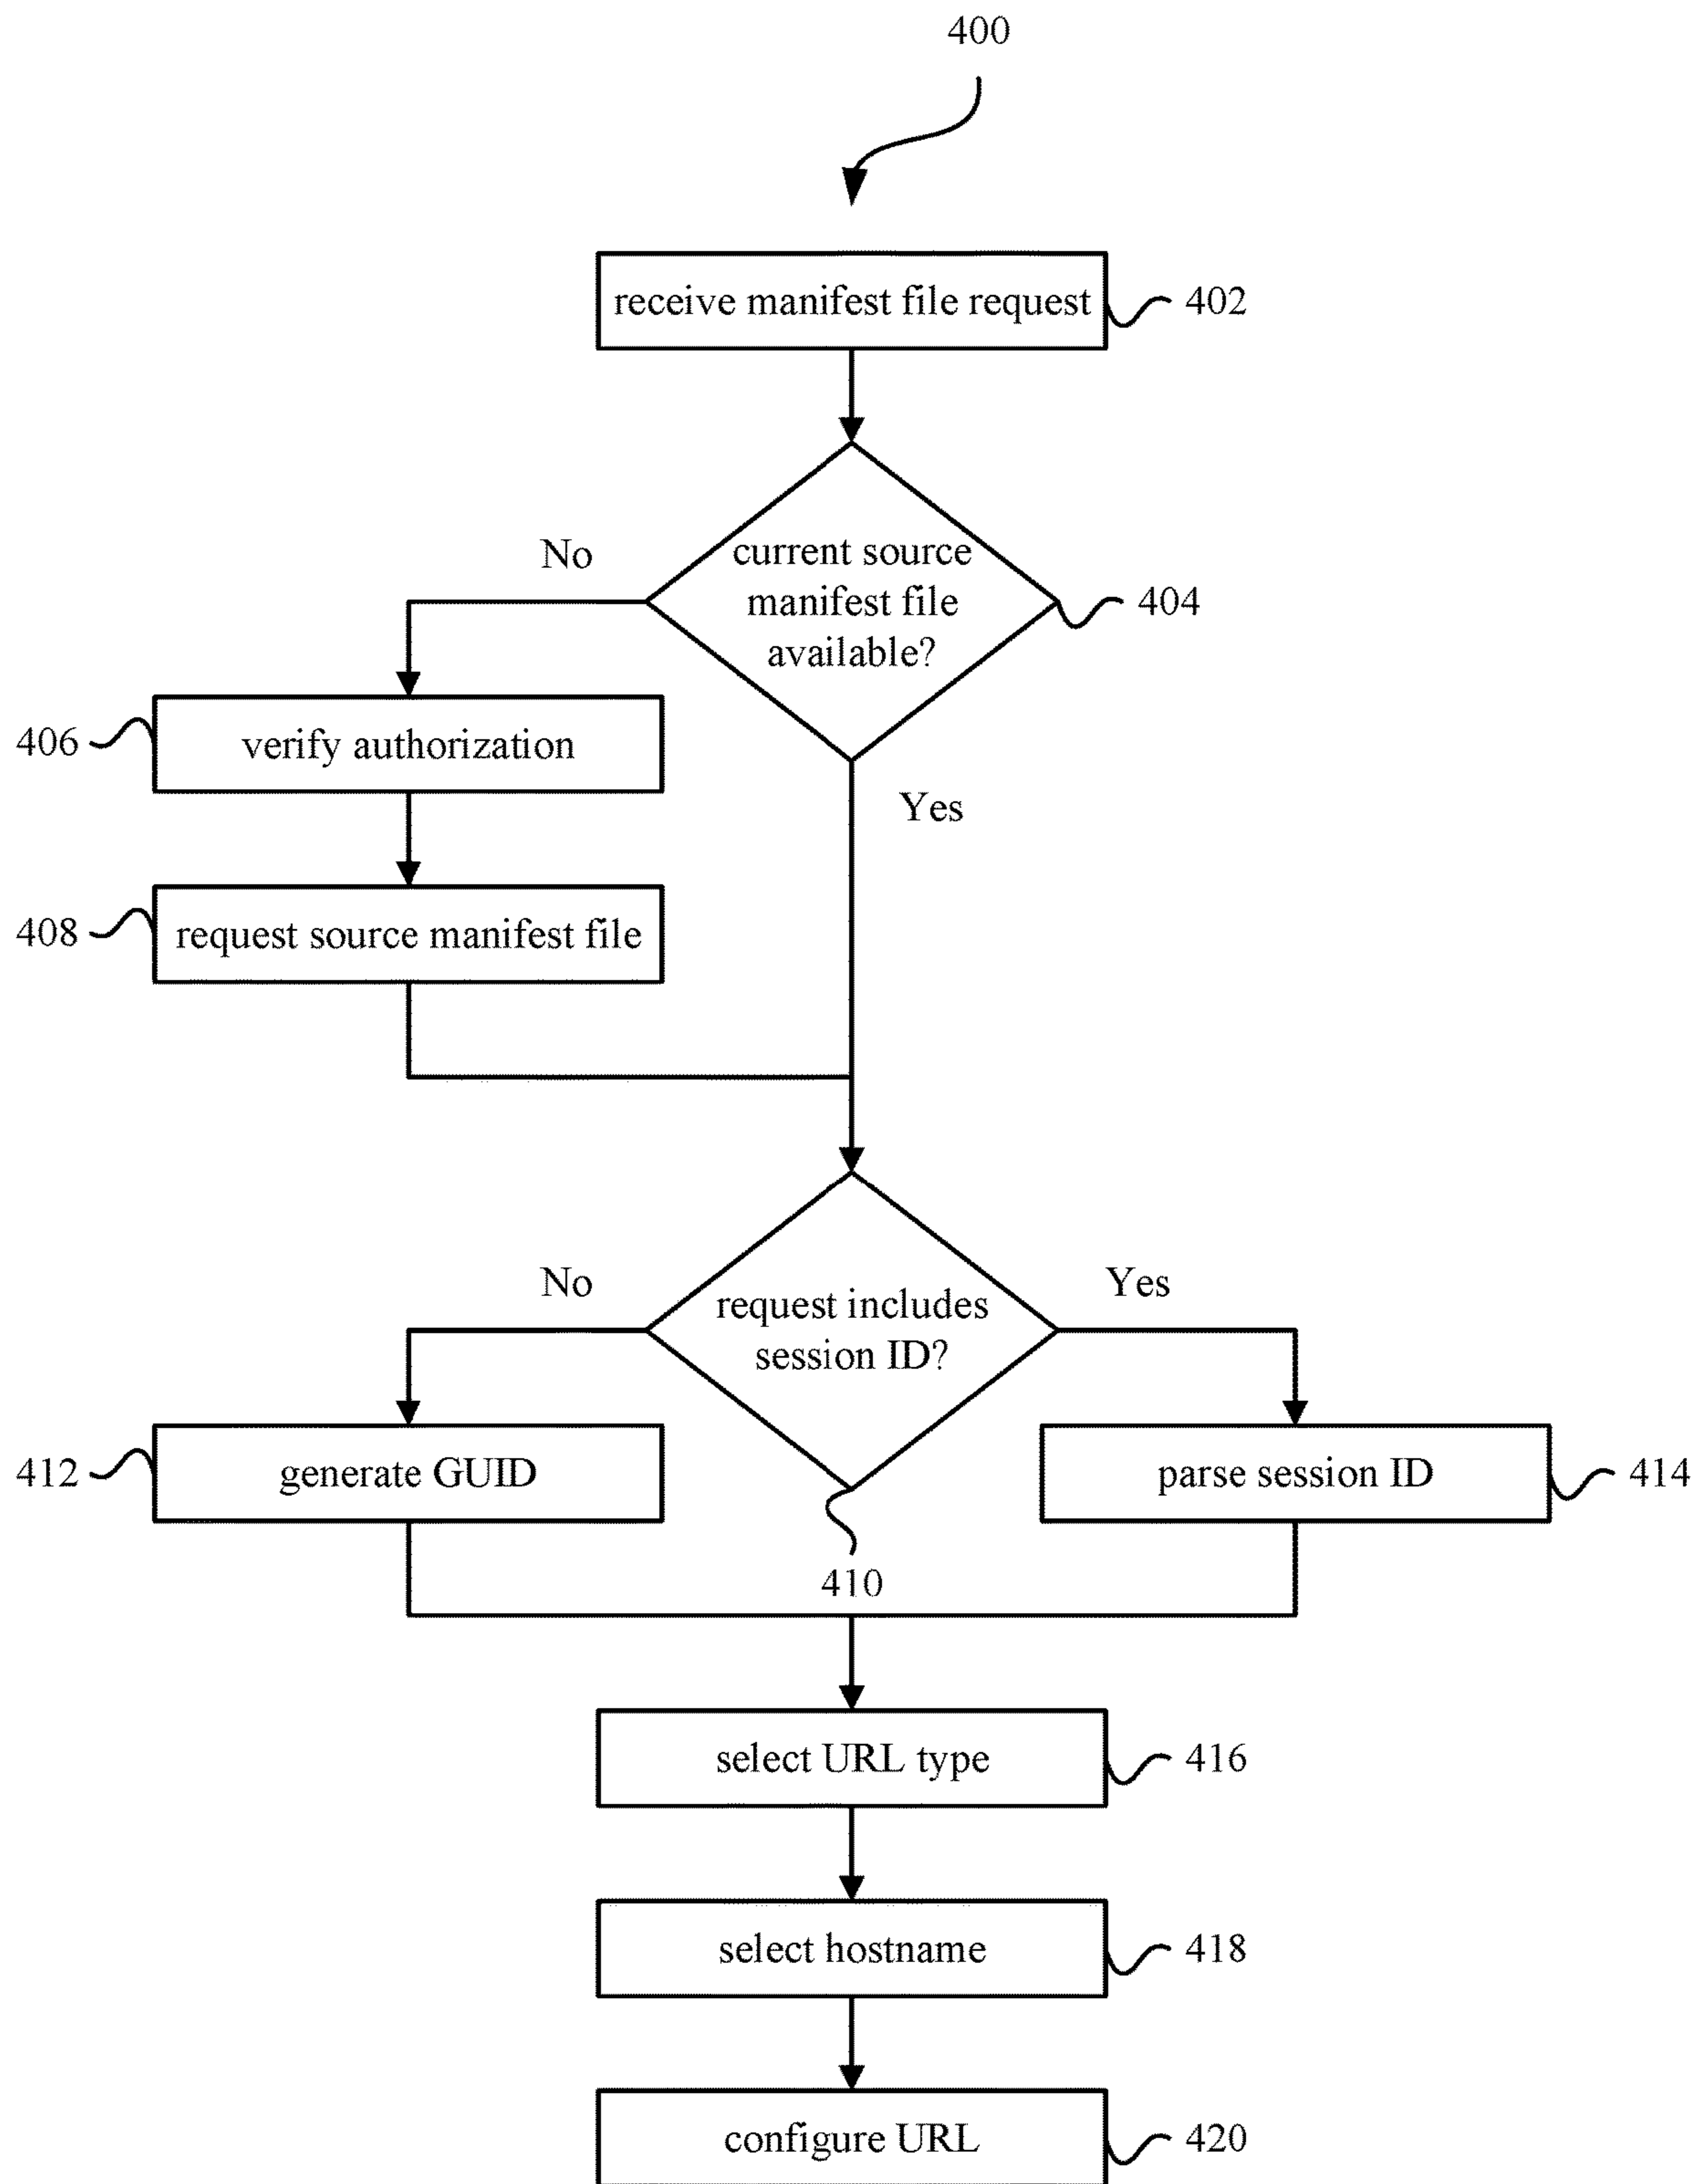 400
receive manifest file request
402
No
current source
manifest file
available?
404
406
verify authorization
Yes
408
request source manifest file
No
request includes
session ID?
Yes
412
generate GUID
parse session ID
414
410
select URL type
416
select hostname
418
configure URL
420